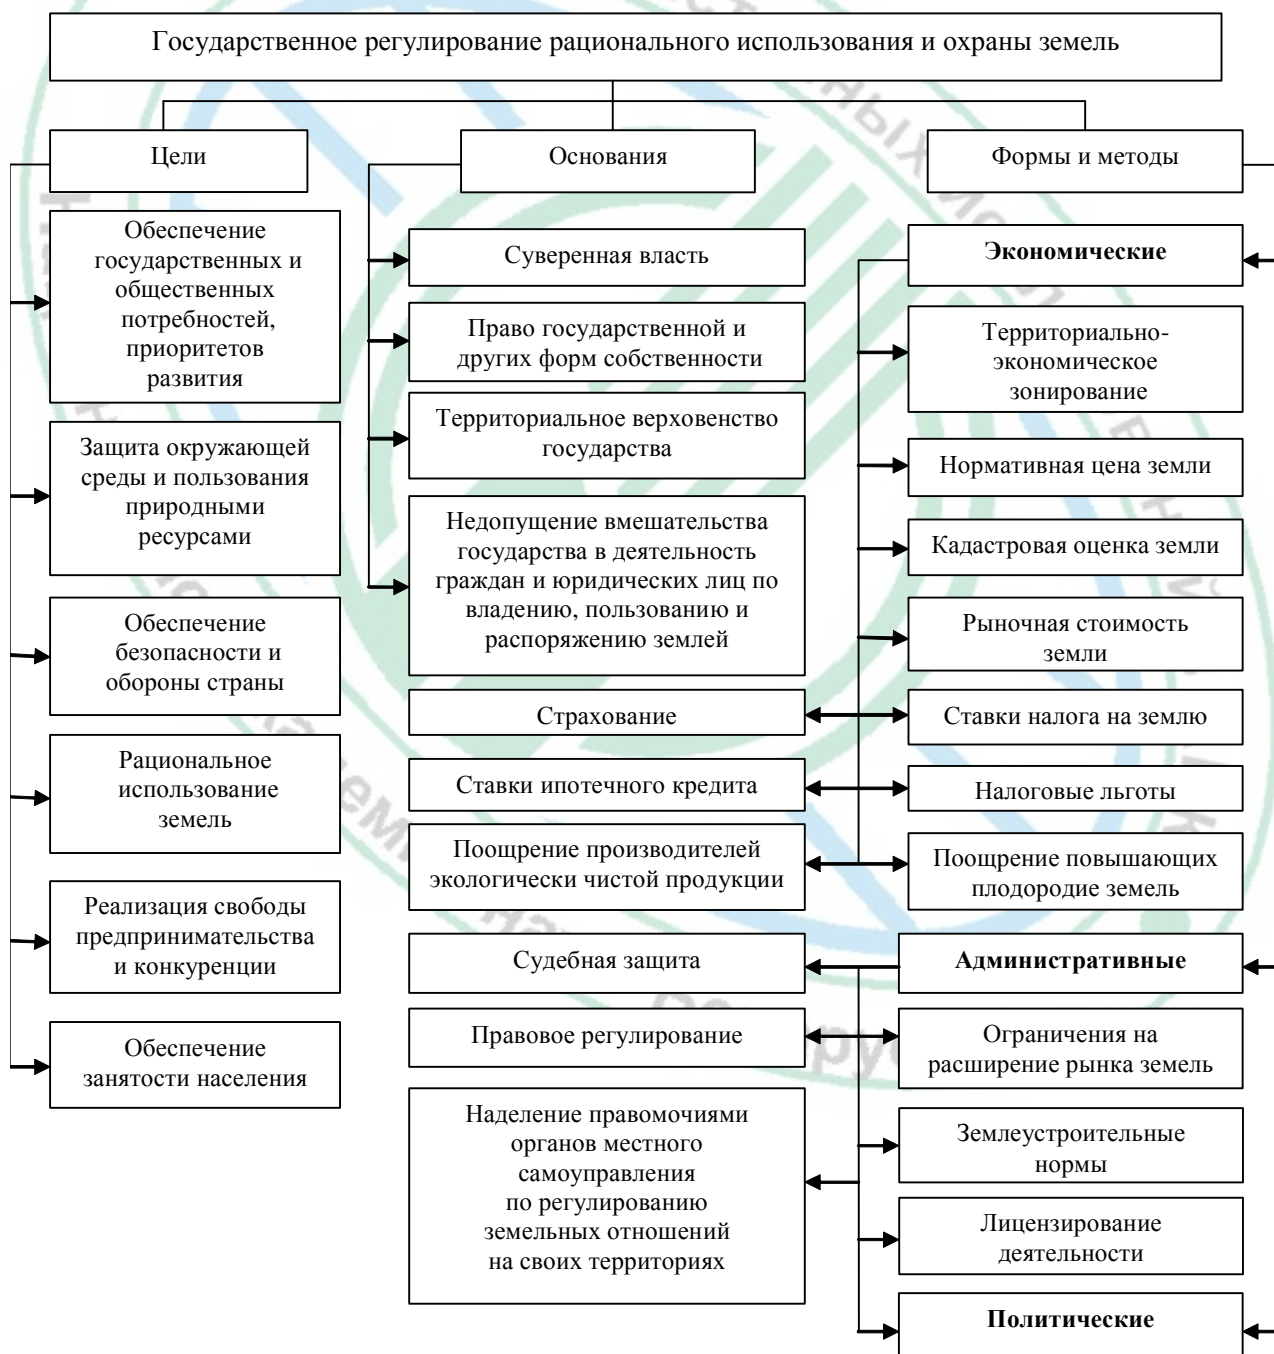 Государственное регулирование рационального использования и охраны земель
Цели
Основания
Формы и методы
Обеспечение
государственных и
общественных
потребностей,
приоритетов
развития
Защита окружающей
среды и пользования
природными
ресурсами
Обеспечение
безопасности и
обороны страны
Рациональное
использование
земель
Реализация свободы
предпринимательства
и конкуренции
Обеспечение
занятости населения
Суверенная власть
Право государственной и
других форм собственности
Территориальное верховенство
государства
Недопущение вмешательства
государства в деятельность
граждан и юридических лиц по
владению, пользованию и
распоряжению землей
Страхование
Ставки ипотечного кредита
Поощрение производителей
экологически чистой продукции
Судебная защита
Правовое регулирование
Наделение правомочиями
органов местного
самоуправления
по регулированию
земельных отношений
на своих территориях
Экономические
Территориально-
экономическое
зонирование
Нормативная цена земли
Кадастровая оценка земли
Рыночная стоимость
земли
Ставки налога на землю
Налоговые льготы
Поощрение повышающих
плодородие земель
Административные
Ограничения на
расширение рынка земель
Землеустроительные
нормы
Лицензирование
деятельности
Политические